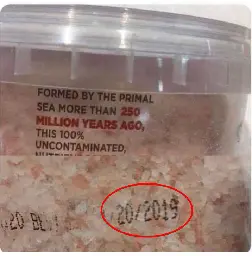 FORMED BY THE PRIMAL
SEA MORE THAN 250
MILLION YEARS AGO,
THIS 100%
UNCONTAMINATED,
20/2019